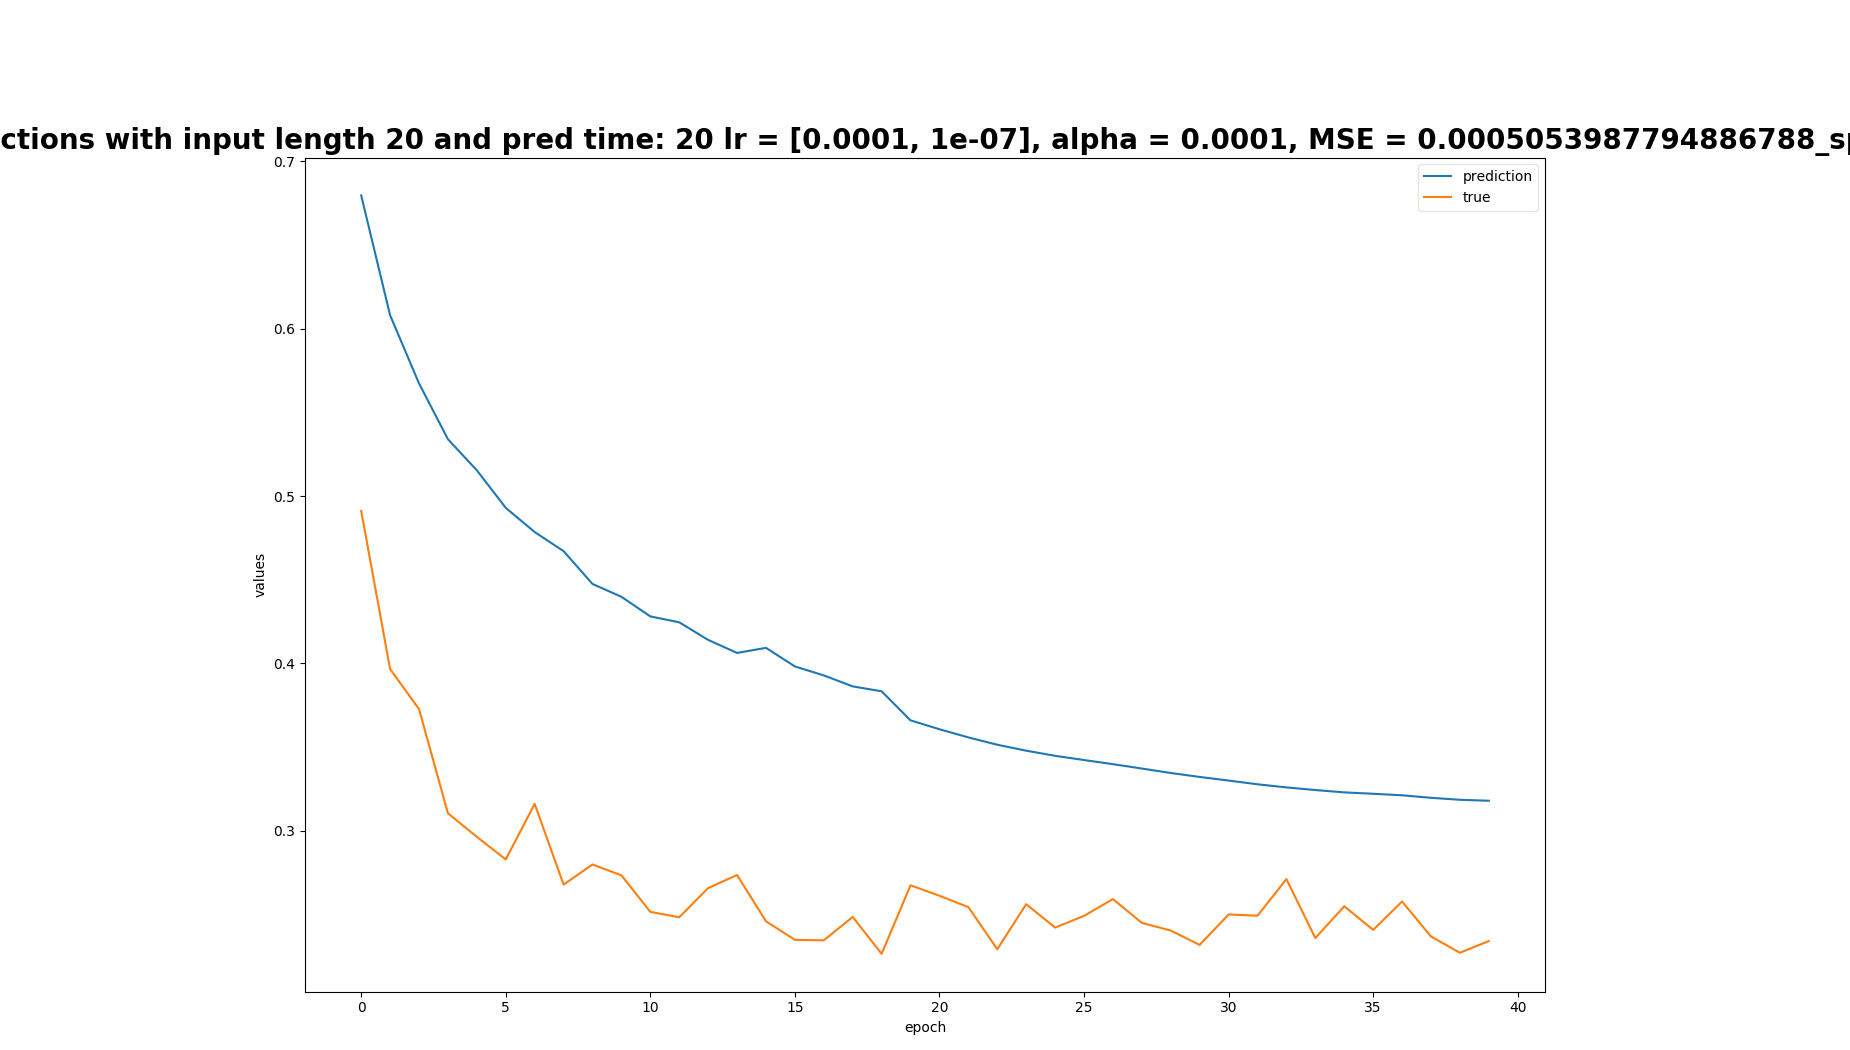 ctions with input length 20 and pred time: 20 lr = [0.0001, 1e-07], alpha = 0.0001, MSE = 0.0005053987794886788_sp
0.7
prediction
true
0.6
0.5
values
0.4
0.3
0
5
10
15
20
25
30
35
40
epoch